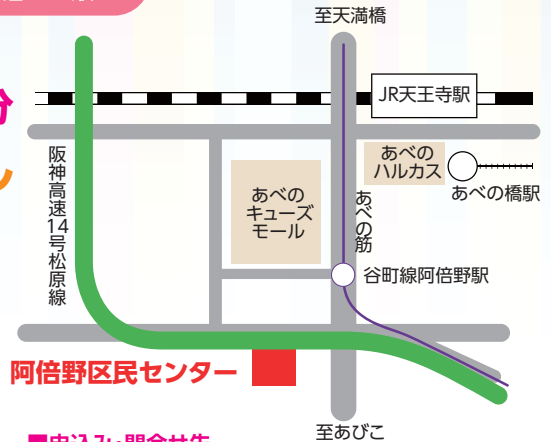 至天満橋
分
JR天王寺駅
阪神高速14号松原線
あべの
ハルカス
あべの橋駅
あべの
キューズ
モール
あべの筋
谷町線阿倍野駅
阿倍野区民センター
至あびこ